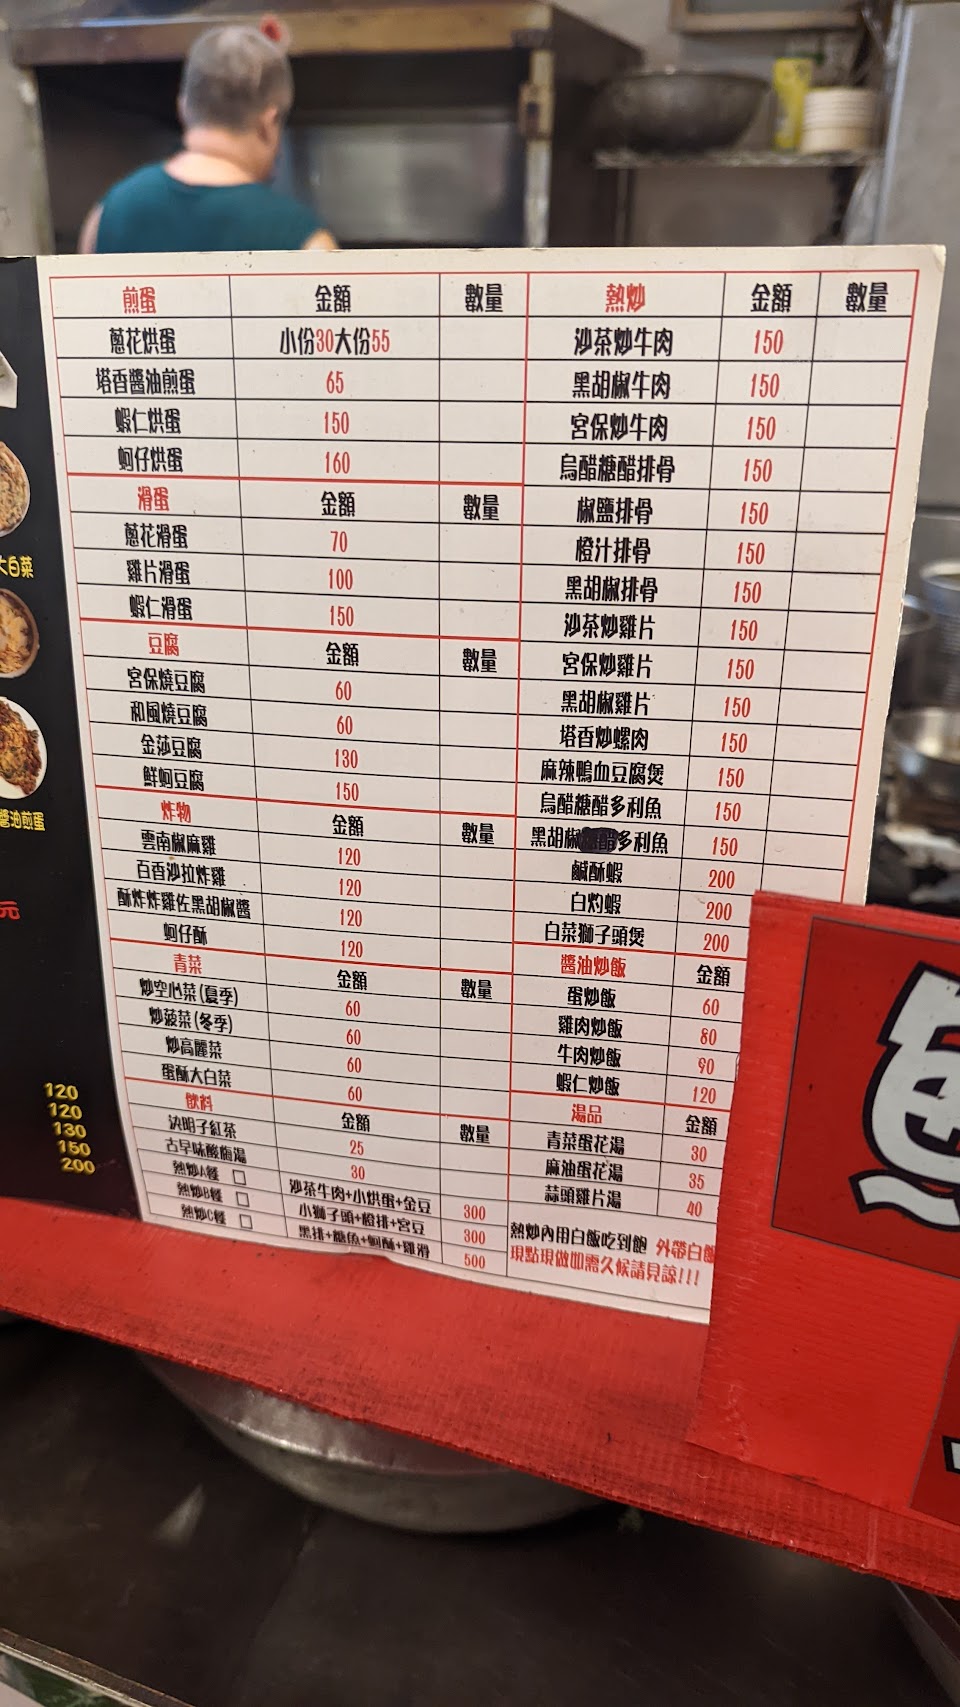 煎蛋 金額 數量
蔥花烘蛋 小份30大份55
塔香醬油煎蛋 65
蝦仁烘蛋 150
蚵仔烘蛋 160
滑蛋 金額 數量
蔥花滑蛋 70
雞片滑蛋 100
蝦仁滑蛋 150
豆腐 金額 數量
宮保燒豆腐 60
和風燒豆腐 60
金莎豆腐 130
鮮蚵豆腐 150
炸物 金額 數量
雲南椒麻雞 120
百香沙拉炸雞 120
酥炸炸雞佐黑胡椒醬 120
蚵仔酥 120
青菜 金額 數量
炒空心菜(夏季) 60
炒菠菜(冬季) 60
炒高麗菜 60
蛋酥大白菜 60
飲料 金額 數量
決明子紅茶 25
古早味酸梅湯 30
熱炒A餐 □ 沙茶牛肉+小烘蛋+金豆 300
熱炒B餐 □ 小獅子頭+橙排+宮豆 300
熱炒C餐 □ 黑排+糖魚+蚵酥+雞滑 500
熱炒 金額 數量
沙茶炒牛肉 150
黑胡椒牛肉 150
宮保炒牛肉 150
烏醋糖醋排骨 150
椒鹽排骨 150
橙汁排骨 150
黑胡椒排骨 150
沙茶炒雞片 150
宮保炒雞片 150
黑胡椒雞片 150
塔香炒螺肉 150
麻辣鴨血豆腐煲 150
烏醋糖醋多利魚 150
黑胡椒多利魚 150
鹹酥蝦 200
白灼蝦 200
白菜獅子頭煲 200
醬油炒飯 金額
蛋炒飯 60
雞肉炒飯 80
牛肉炒飯 90
蝦仁炒飯 120
湯品 金額
青菜蛋花湯 30
麻油蛋花湯 35
蒜頭雞片湯 40
熱炒內用白飯吃到飽 外帶白飯
現點現做如需久候請見諒!!!
大白菜
醬油煎蛋
元
120
120
130
150
200